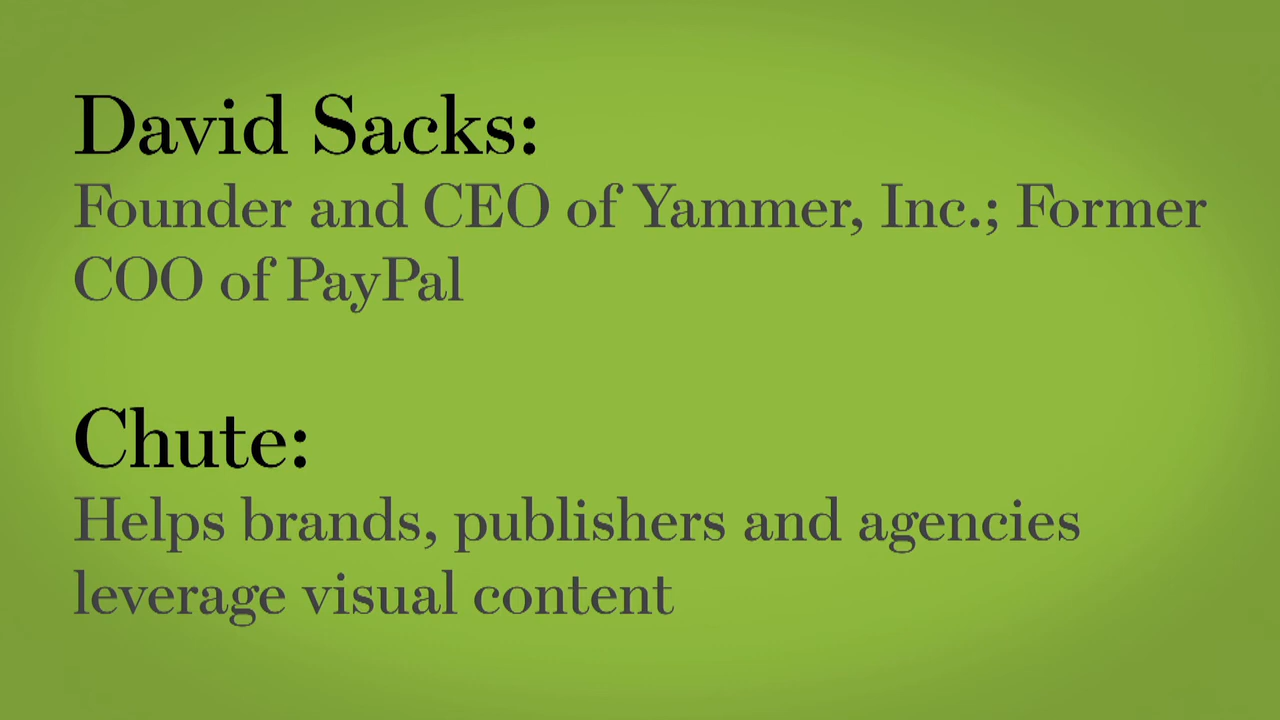 David Sacks:
Founder and CEO of Yammer, Inc.; Former
COO of PayPal
Chute:
Helps brands, publishers and agencies
leverage visual content